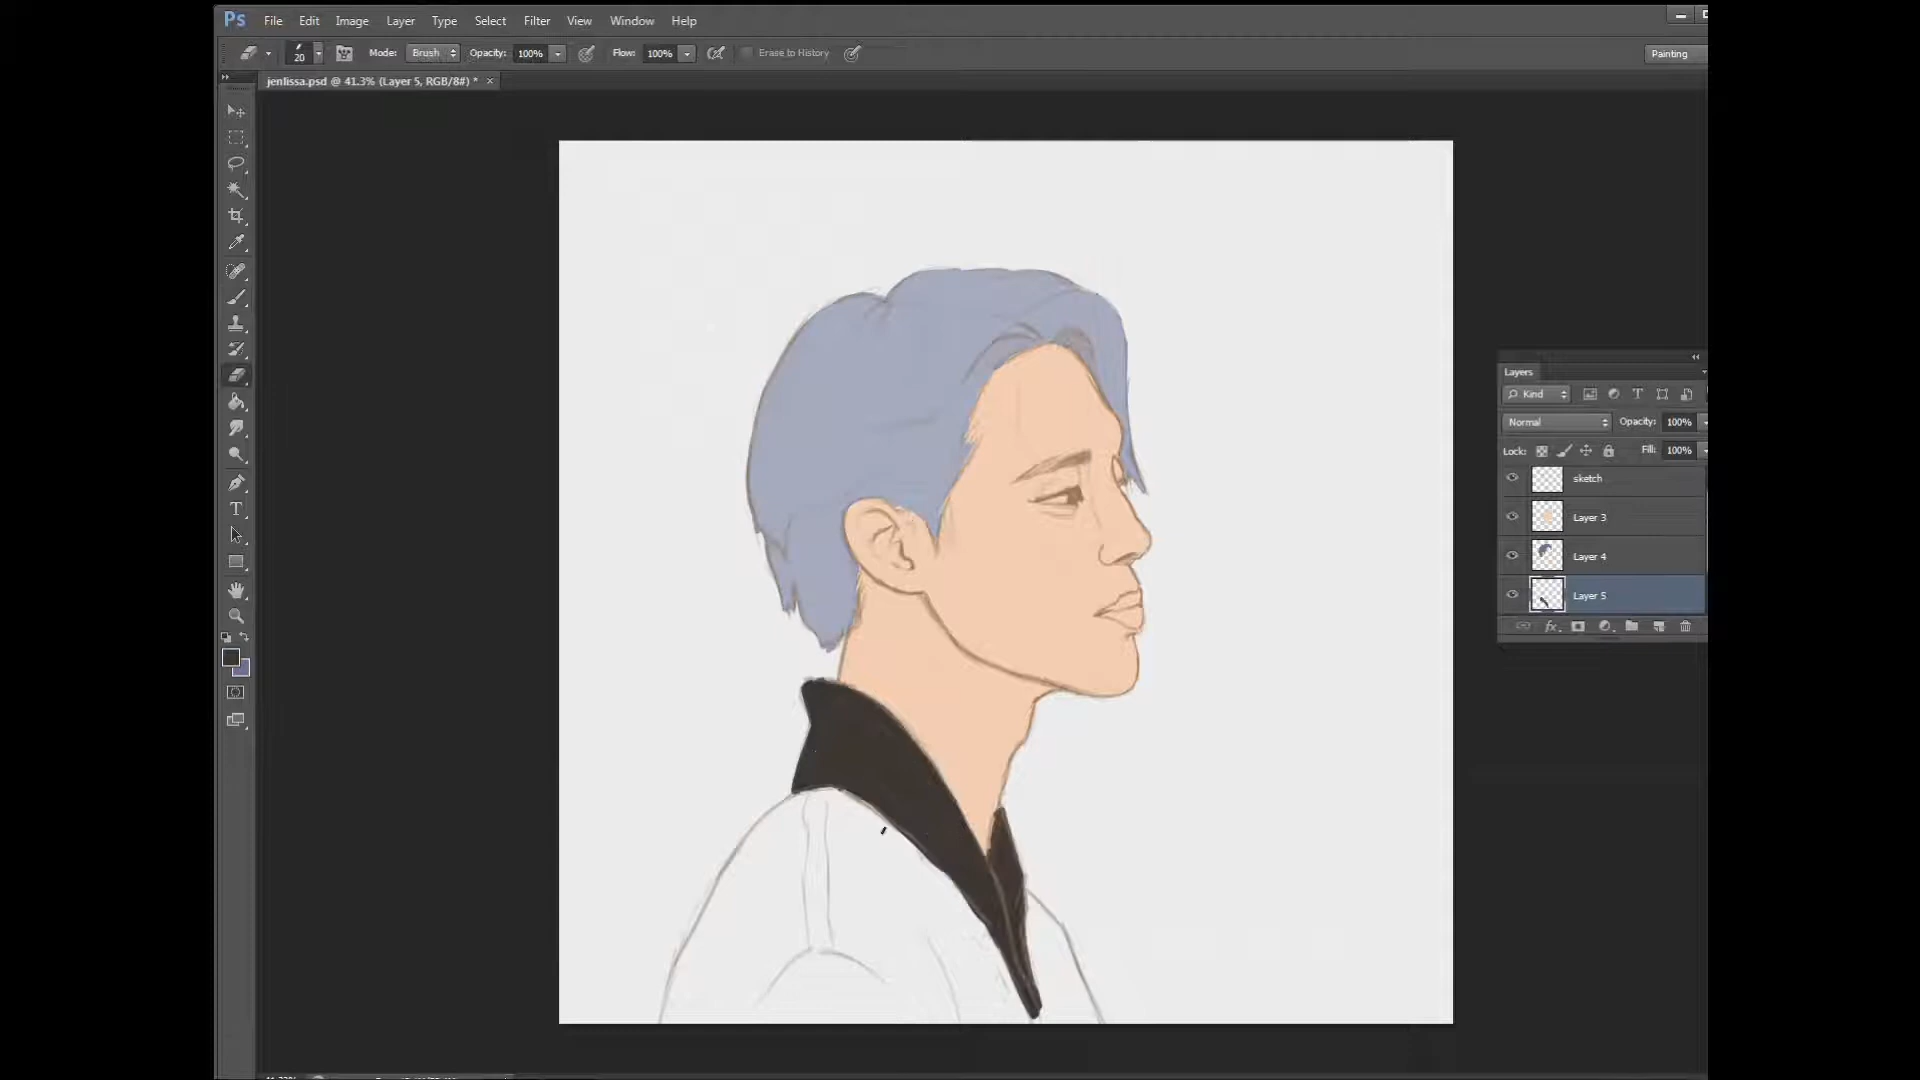 Ps File Edit Image Layer Type Select Filter View Window Help
20 Mode: Brush Opacity: 100% Flow: 100% Erase to History Painting
jenlissa.psd @ 41.3% (Layer 5, RGB/8#) * ×
Layers
Kind
Normal Opacity: 100%
Lock: Fill: 100%
sketch
Layer 3
Layer 4
Layer 5